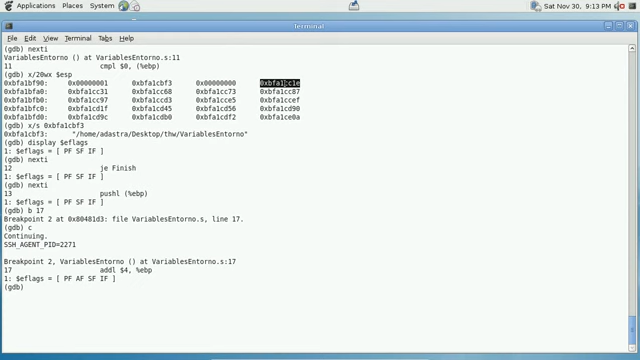 Applications Places System Sat Nov 30, 9:13 PM
Terminal
File Edit View Terminal Tabs Help
(gdb) nexti
VariablesEntorno () at VariablesEntorno.s:11
11 cmpl $0, (%ebp)
(gdb) x/20wx $esp
0xbfa1bf90: 0x00000001 0xbfa1cbf3 0x00000000 0xbfa1cc1e
0xbfa1bfa0: 0xbfa1cc31 0xbfa1cc68 0xbfa1cc73 0xbfa1cc87
0xbfa1bfb0: 0xbfa1cc97 0xbfa1ccd3 0xbfa1cce5 0xbfa1ccef
0xbfa1bfc0: 0xbfa1cd1f 0xbfa1cd45 0xbfa1cd56 0xbfa1cd90
0xbfa1bfd0: 0xbfa1cd9c 0xbfa1cdb0 0xbfa1cdf2 0xbfa1ce0a
(gdb) x/s 0xbfa1cbf3
0xbfa1cbf3: "/home/adastra/Desktop/thw/VariablesEntorno"
(gdb) display $eflags
1: $eflags = [ PF SF IF ]
(gdb) nexti
12 je Finish
1: $eflags = [ PF SF IF ]
(gdb) nexti
13 pushl (%ebp)
1: $eflags = [ PF SF IF ]
(gdb) b 17
Breakpoint 2 at 0x80481d3: file VariablesEntorno.s, line 17.
(gdb) c
Continuing.
SSH_AGENT_PID=2271
Breakpoint 2, VariablesEntorno () at VariablesEntorno.s:17
17 addl $4, %ebp
1: $eflags = [ PF AF SF IF ]
(gdb)